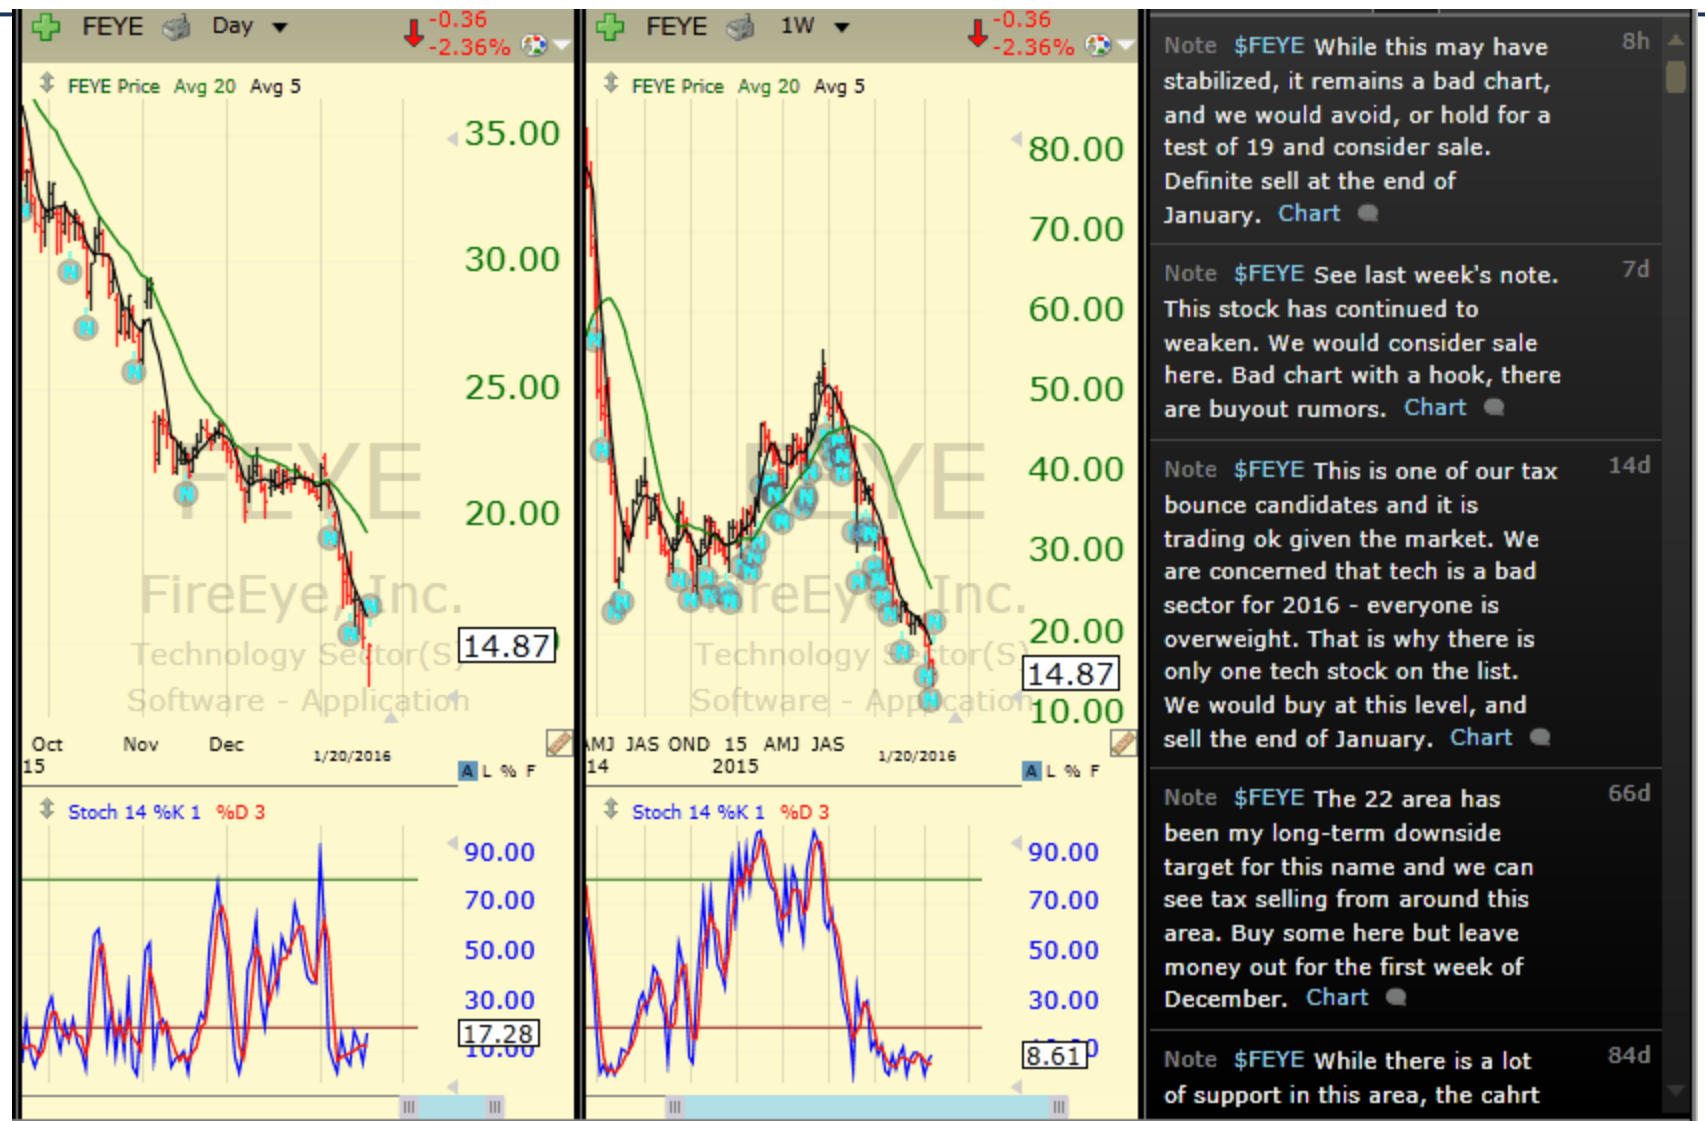 FEYE Day -0.36
-2.36%
FEYE Price Avg 20 Avg 5
35.00
30.00
25.00
20.00
FEYE
FireEye, Inc.
Technology Sector(S)
Software - Application
14.87
Oct Nov Dec 1/20/2016
15
A L % F
Stoch 14 %K 1 %D 3
90.00
70.00
50.00
30.00
17.28
10.00
FEYE 1W -0.36
-2.36%
FEYE Price Avg 20 Avg 5
80.00
70.00
60.00
50.00
40.00
30.00
20.00
10.00
FEYE
FireEye, Inc.
Technology Sector(S)
Software - Application
14.87
AMJ JAS OND 15 AMJ JAS 1/20/2016
14 2015
A L % F
Stoch 14 %K 1 %D 3
90.00
70.00
50.00
30.00
8.61
Note $FEYE While this may have 8h
stabilized, it remains a bad chart,
and we would avoid, or hold for a
test of 19 and consider sale.
Definite sell at the end of
January. Chart
Note $FEYE See last week's note. 7d
This stock has continued to
weaken. We would consider sale
here. Bad chart with a hook, there
are buyout rumors. Chart
Note $FEYE This is one of our tax 14d
bounce candidates and it is
trading ok given the market. We
are concerned that tech is a bad
sector for 2016 - everyone is
overweight. That is why there is
only one tech stock on the list.
We would buy at this level, and
sell the end of January. Chart
Note $FEYE The 22 area has 66d
been my long-term downside
target for this name and we can
see tax selling from around this
area. Buy some here but leave
money out for the first week of
December. Chart
Note $FEYE While there is a lot 84d
of support in this area, the cahrt